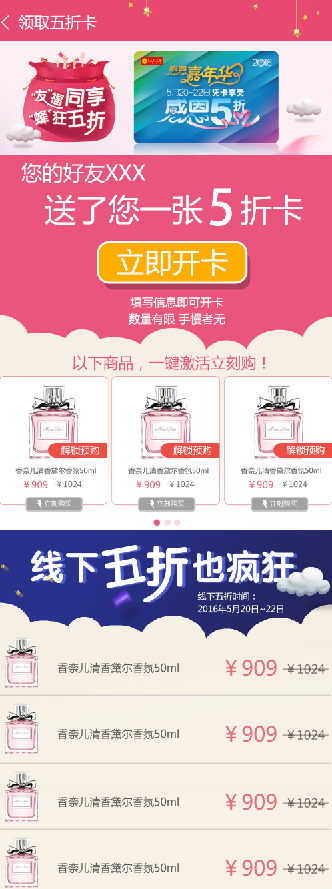 领取五折卡
“友”福同享
“蜂”狂五折
感恩
嘉年华
2016
5月20-22日 凭卡享受
感恩5折
您的好友XXX
送了您一张5折卡
立即开卡
填写信息即可开卡
数量有限 手慢者无
以下商品，一键激活立刻购！
解锁预购
解锁预购
解锁预购
香奈儿清香黛尔香氛50ml
香奈儿清香黛尔香氛50ml
香奈儿清香黛尔香氛50ml
￥909 ￥1024
￥909 ￥1024
￥909 ￥1024
立刻购买
立刻购买
立刻购买
线下五折也疯狂
线下五折时间：
2016年5月20日~22日
香奈儿清香黛尔香氛50ml ￥909 ￥1024
香奈儿清香黛尔香氛50ml ￥909 ￥1024
香奈儿清香黛尔香氛50ml ￥909 ￥1024
香奈儿清香黛尔香氛50ml ￥909 ￥1024